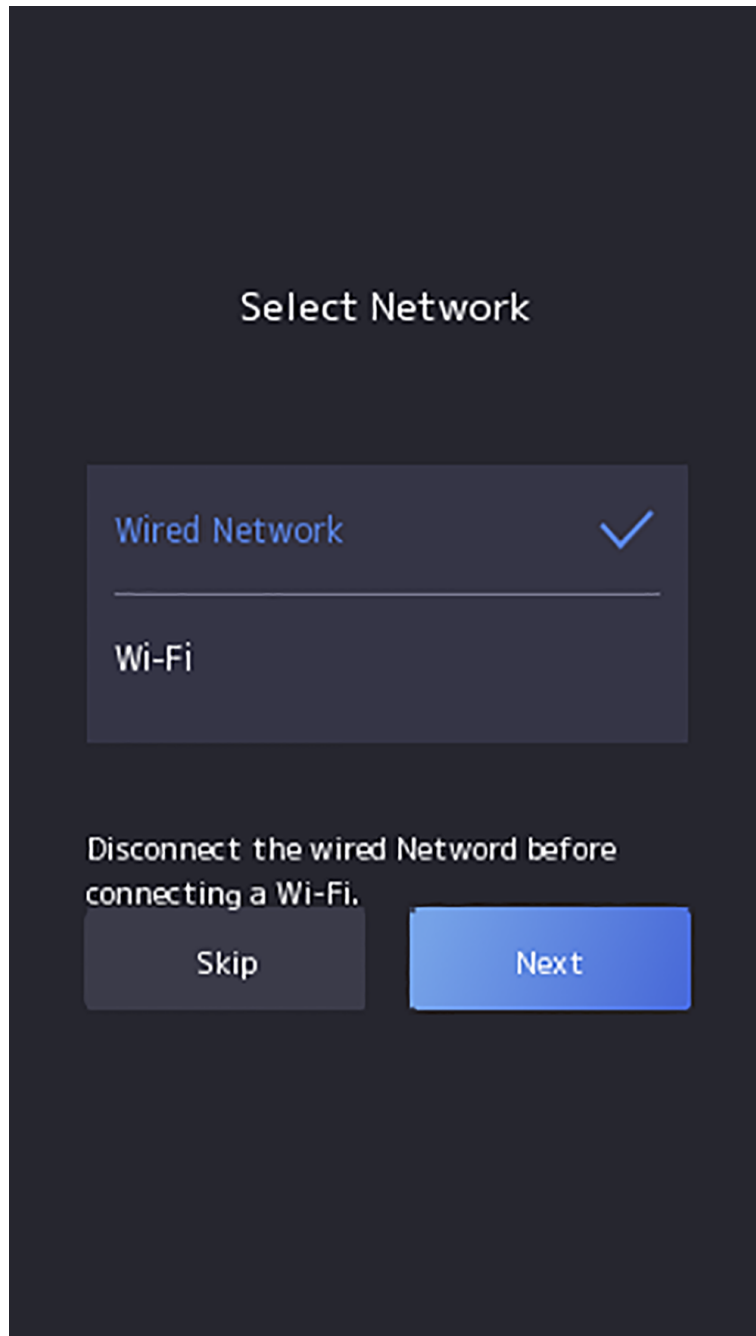 Select Network
Wired Network
Wi-Fi
Disconnect the wired Netword before
connecting a Wi-Fi.
Skip
Next